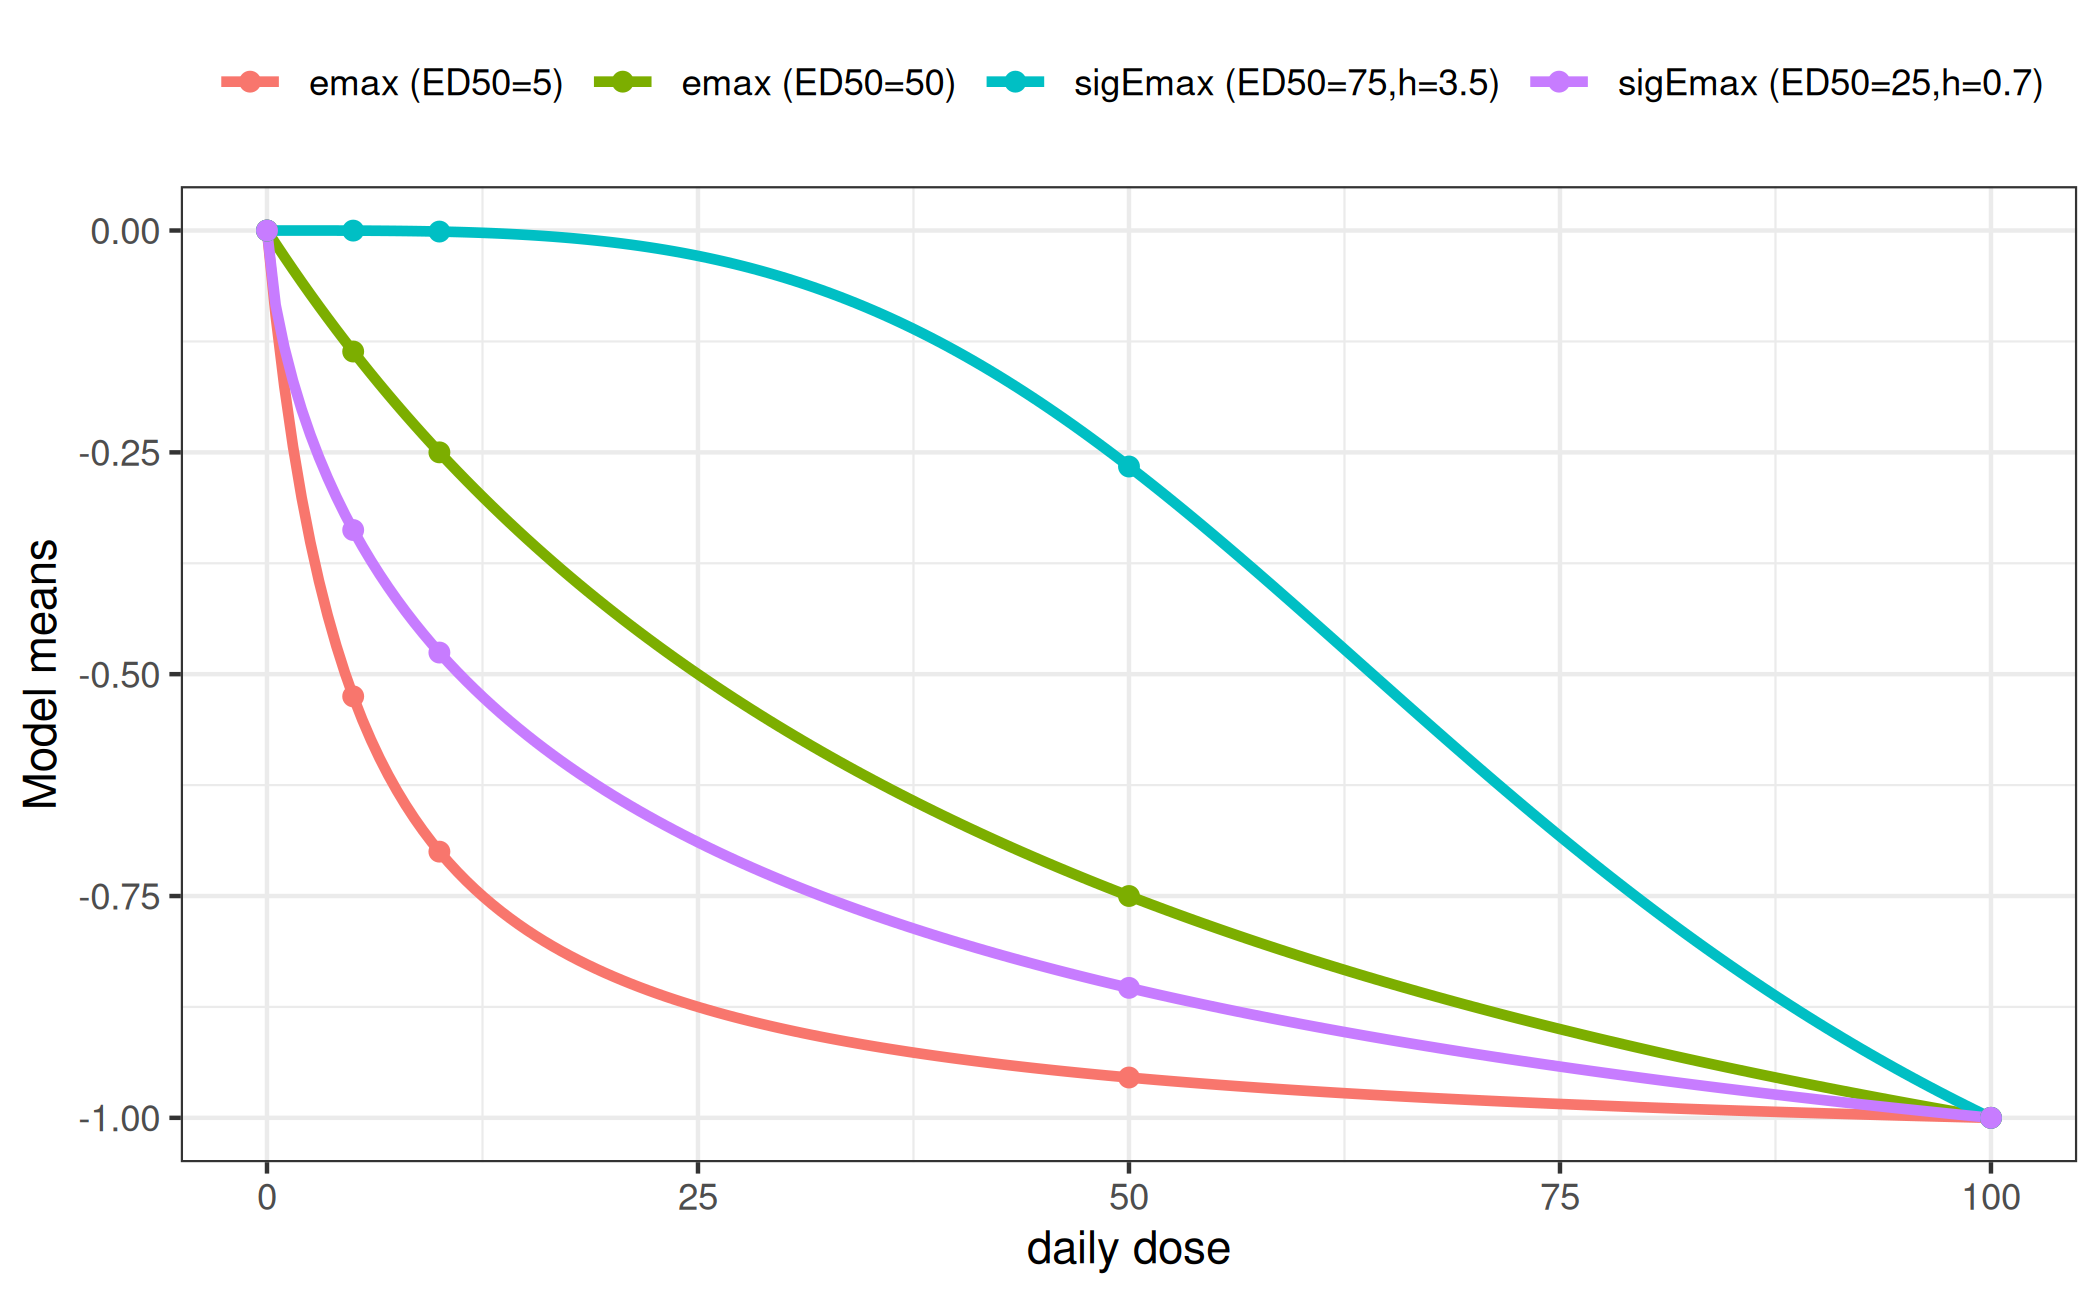 emax (ED50=5) emax (ED50=50) sigEmax (ED50=75,h=3.5) sigEmax (ED50=25,h=0.7)
0.00
-0.25
-0.50
-0.75
-1.00
Model means
0 25 50 75 100
daily dose